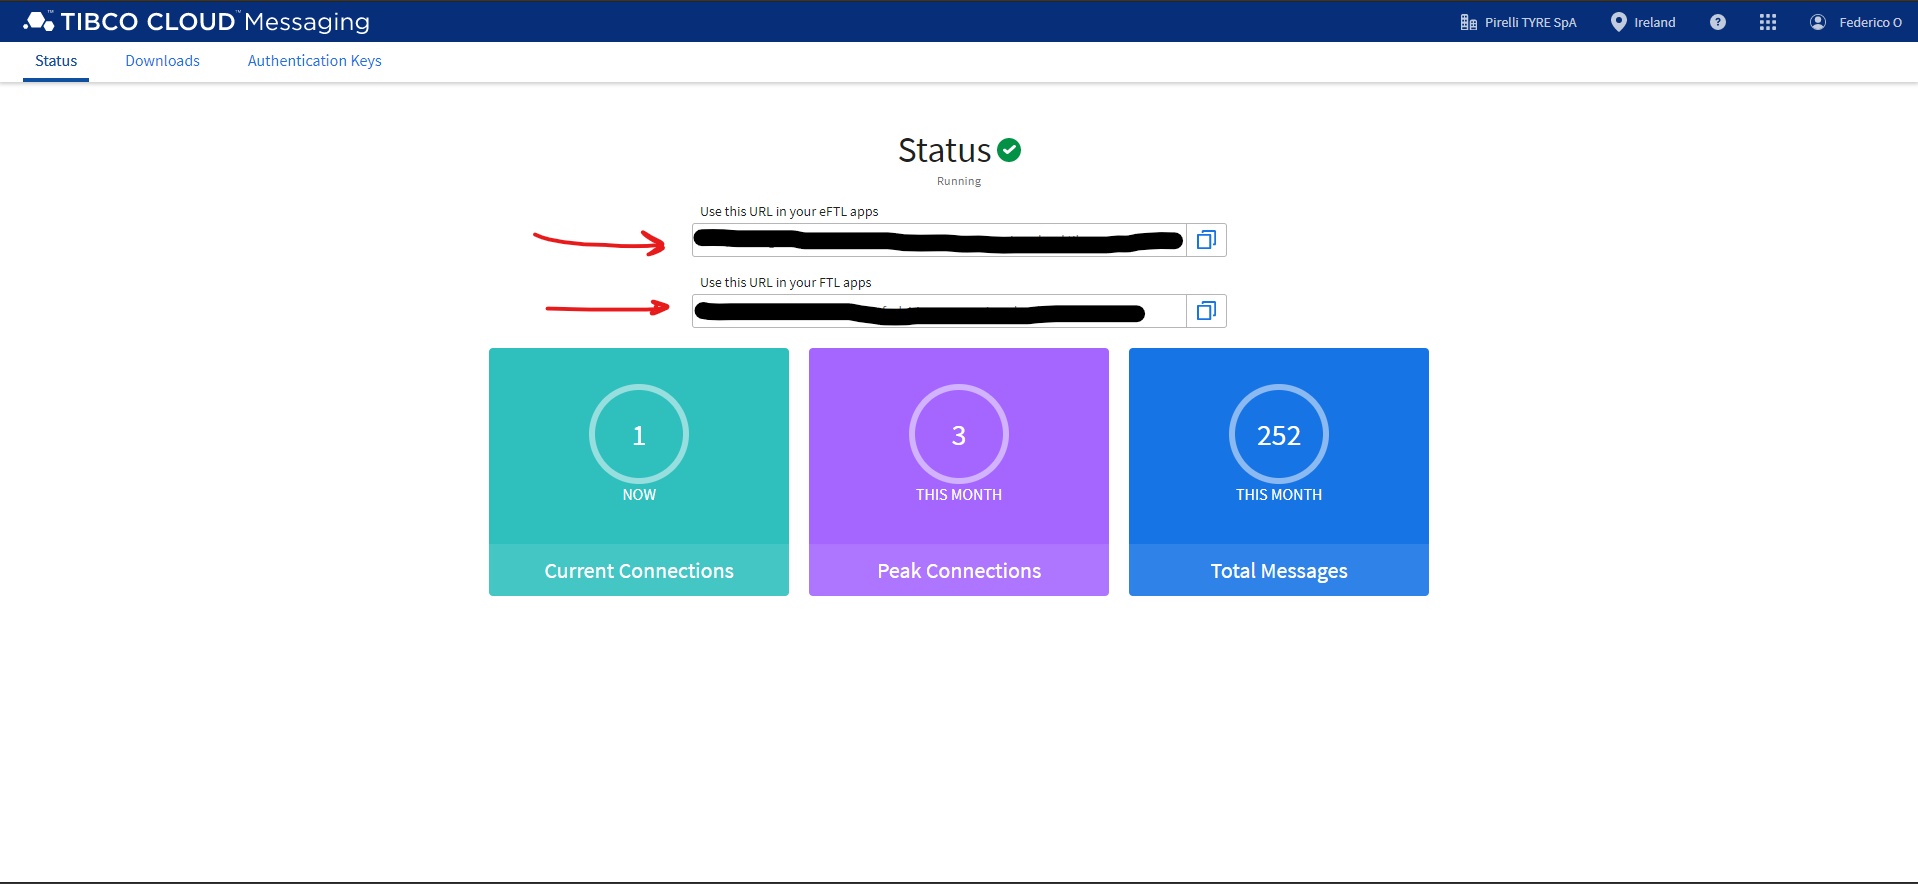 TIBCO CLOUD™ Messaging
Pirelli TYRE SpA
Ireland
?
Federico O
Status
Downloads
Authentication Keys
Status
Running
Use this URL in your eFTL apps
Use this URL in your FTL apps
1
NOW
Current Connections
3
THIS MONTH
Peak Connections
252
THIS MONTH
Total Messages